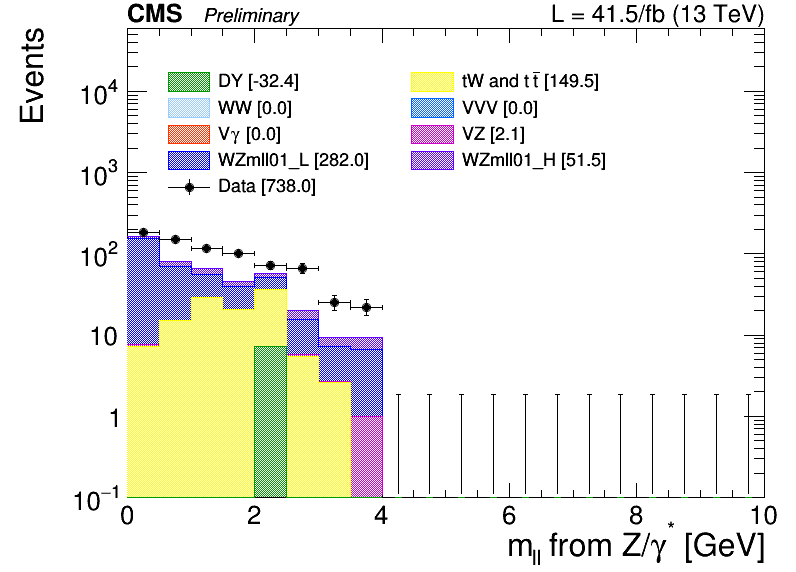 CMS Preliminary L = 41.5/fb (13 TeV)
Events
DY [-32.4] tW and tt̄ [149.5]
WW [0.0] VVV [0.0]
Vγ [0.0] VZ [2.1]
WZmll01_L [282.0] WZmll01_H [51.5]
Data [738.0]
10⁴
10³
10²
10
1
10⁻¹
0 2 4 6 8 10
m_ll from Z/γ* [GeV]